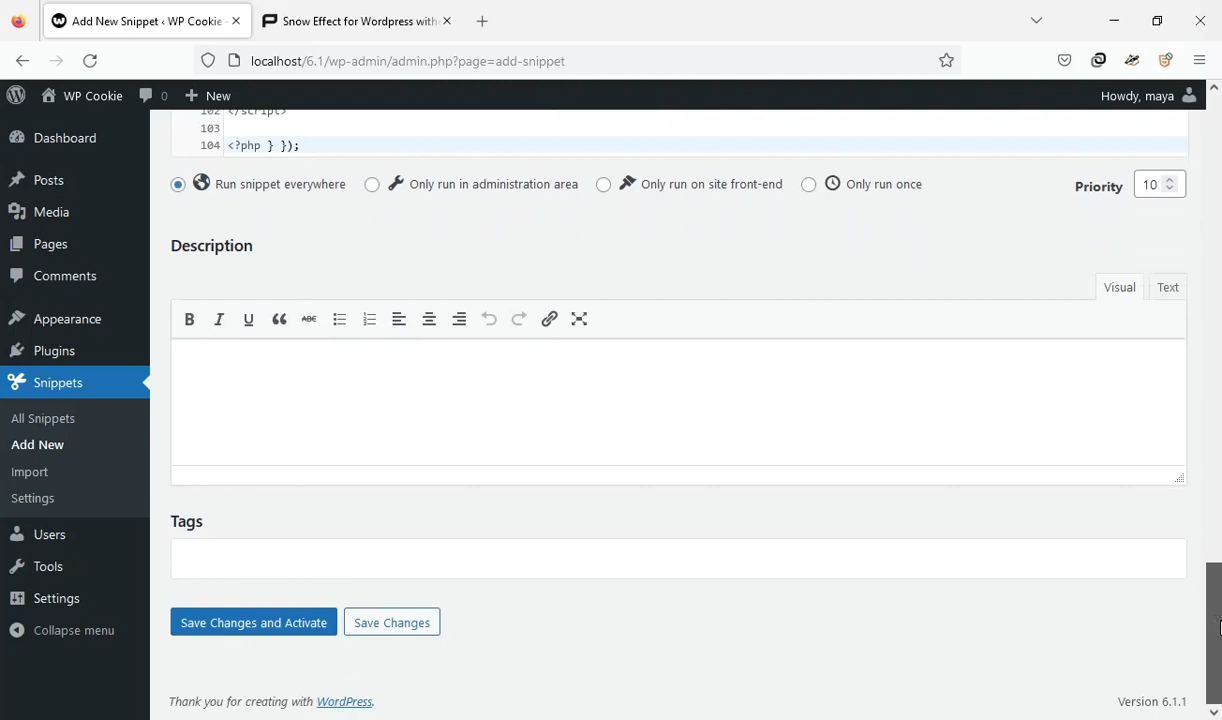 Add New Snippet ‹ WP Cookie -
Snow Effect for Wordpress with
localhost/6.1/wp-admin/admin.php?page=add-snippet
WP Cookie 0 New Howdy, maya
Dashboard
Posts
Media
Pages
Comments
Appearance
Plugins
Snippets
All Snippets
Add New
Import
Settings
Users
Tools
Settings
Collapse menu
102 </script>
103
104 <?php } });
Run snippet everywhere Only run in administration area Only run on site front-end Only run once Priority 10
Description
Visual Text
B I U ABC
Tags
Save Changes and Activate Save Changes
Thank you for creating with WordPress. Version 6.1.1